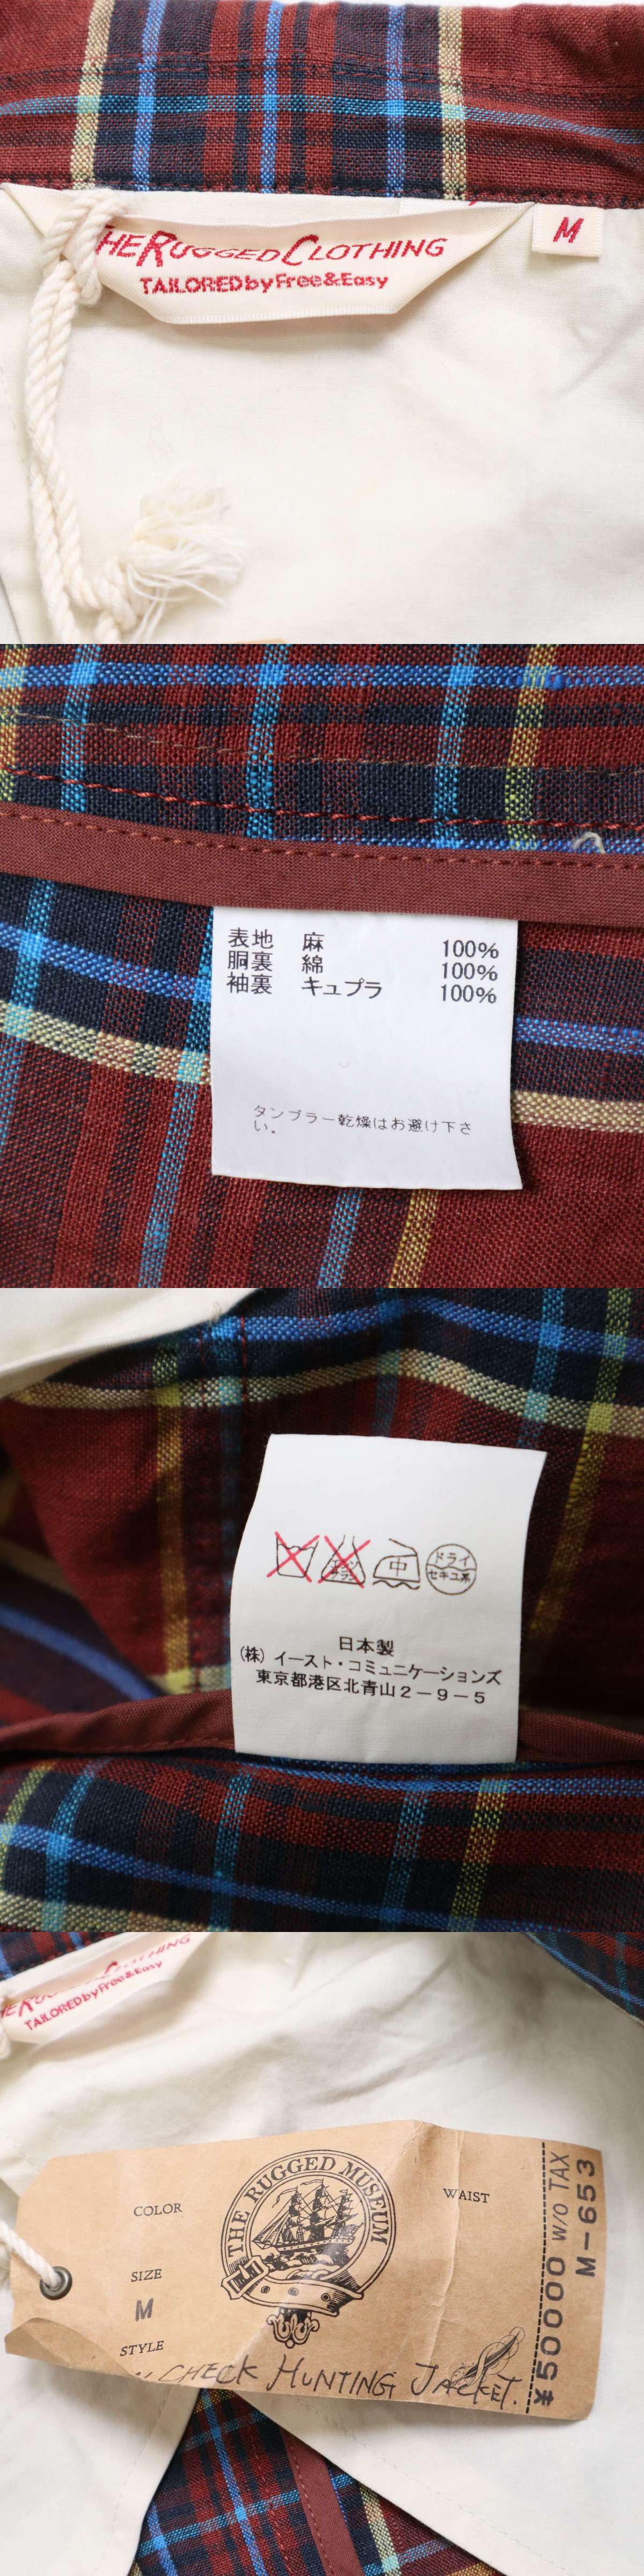 HE RUGGED CLOTHING
TAILORED by Free&Easy
M
表地 麻 100%
胴裏 綿 100%
袖裏 キュプラ 100%
タンブラー乾燥はお避け下さ
い。
中
ドライ
セキユ系
日本製
(株) イースト・コミュニケーションズ
東京都港区北青山2-9-5
E RUGGED CLOTHING
TAILORED by Free&Easy
THE RUGGED MUSEUM
COLOR
WAIST
SIZE
M
STYLE
CHECK HUNTING JACKET.
¥50000 W/O TAX
M-653